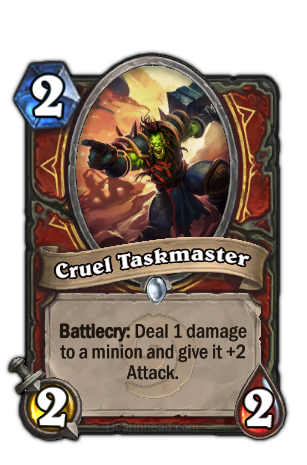 2
Cruel Taskmaster
Battlecry: Deal 1 damage
to a minion and give it +2
Attack.
2
2